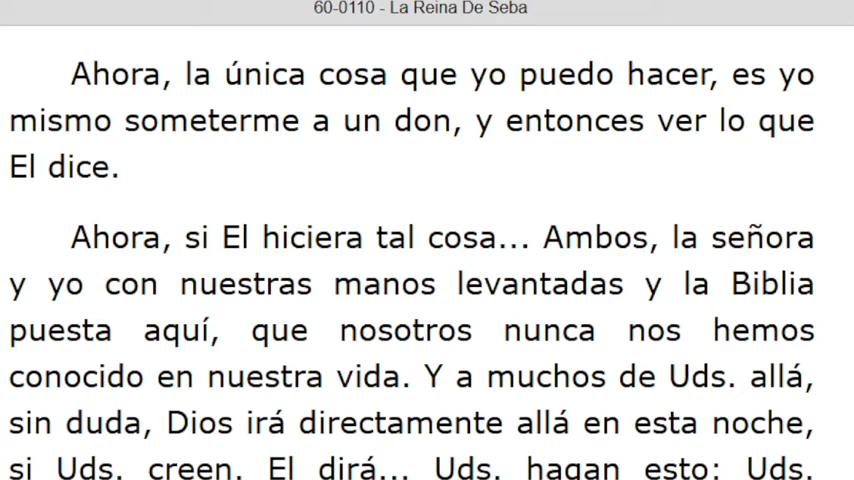 60-0110 - La Reina De Seba
Ahora, la única cosa que yo puedo hacer, es yo
mismo someterme a un don, y entonces ver lo que
El dice.
Ahora, si El hiciera tal cosa... Ambos, la señora
y yo con nuestras manos levantadas y la Biblia
puesta aquí, que nosotros nunca nos hemos
conocido en nuestra vida. Y a muchos de Uds. allá,
sin duda, Dios irá directamente allá en esta noche,
si Uds. creen. El dirá... Uds. hagan esto: Uds.